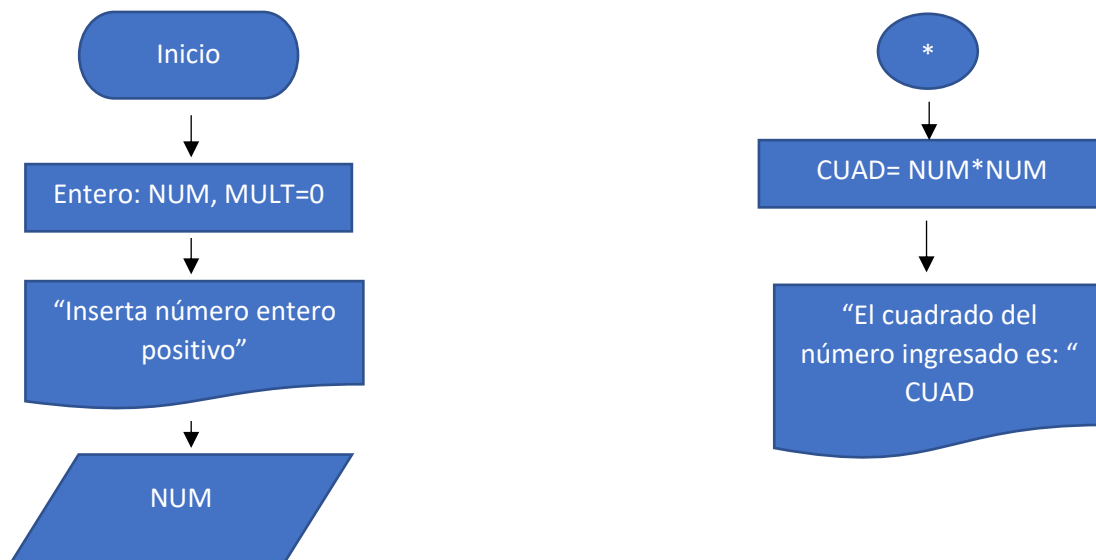 Inicio
Entero: NUM, MULT=0
“Inserta número entero
positivo”
NUM
*
CUAD= NUM*NUM
“El cuadrado del
número ingresado es: “
CUAD